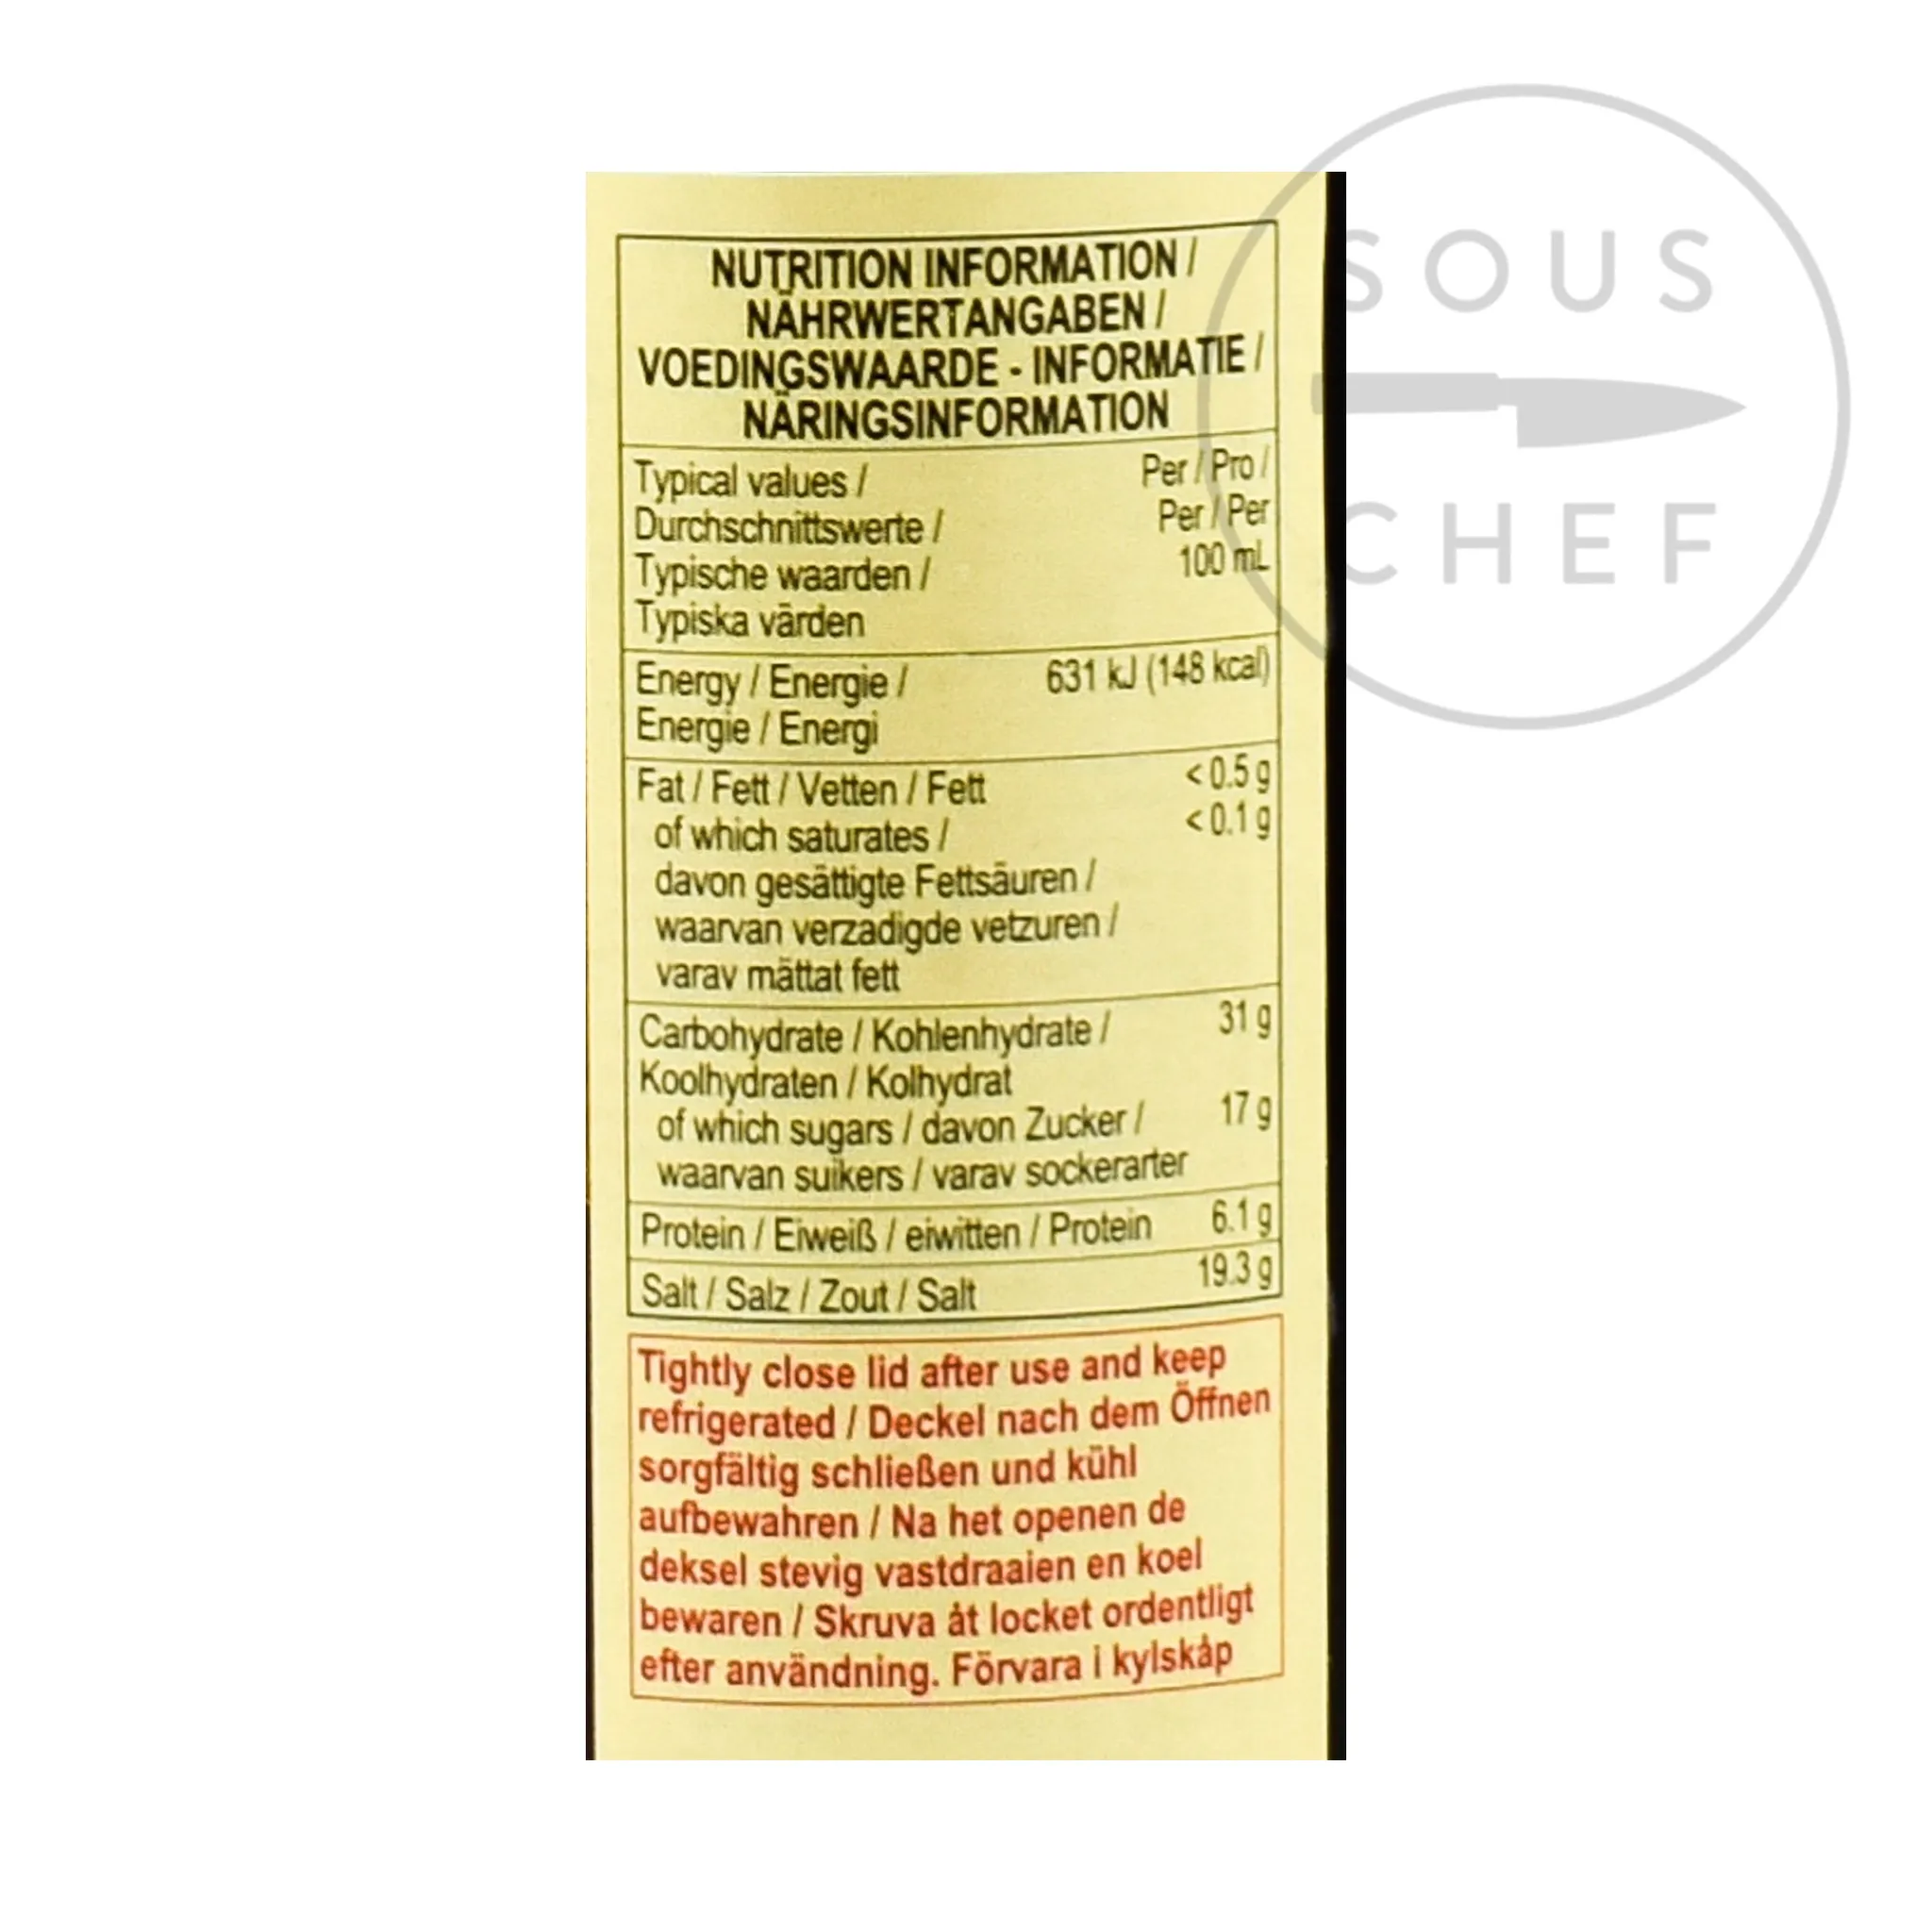 SOUS
CHEF
NUTRITION INFORMATION /
NÄHRWERTANGABEN /
VOEDINGSWAARDE - INFORMATIE /
NÄRINGSINFORMATION
Typical values / Per / Pro /
Durchschnittswerte / Per / Per
Typische waarden / 100 mL
Typiska värden
Energy / Energie / 631 kJ (148 kcal)
Energie / Energi
Fat / Fett / Vetten / Fett < 0.5 g
of which saturates / < 0.1 g
davon gesättigte Fettsäuren /
waarvan verzadigde vetzuren /
varav mättat fett
Carbohydrate / Kohlenhydrate / 31 g
Koolhydraten / Kolhydrat
of which sugars / davon Zucker / 17 g
waarvan suikers / varav sockerarter
Protein / Eiweiß / eiwitten / Protein 6.1 g
Salt / Salz / Zout / Salt 19.3 g
Tightly close lid after use and keep
refrigerated / Deckel nach dem Öffnen
sorgfältig schließen und kühl
aufbewahren / Na het openen de
deksel stevig vastdraaien en koel
bewaren / Skruva åt locket ordentligt
efter användning. Förvara i kylskåp